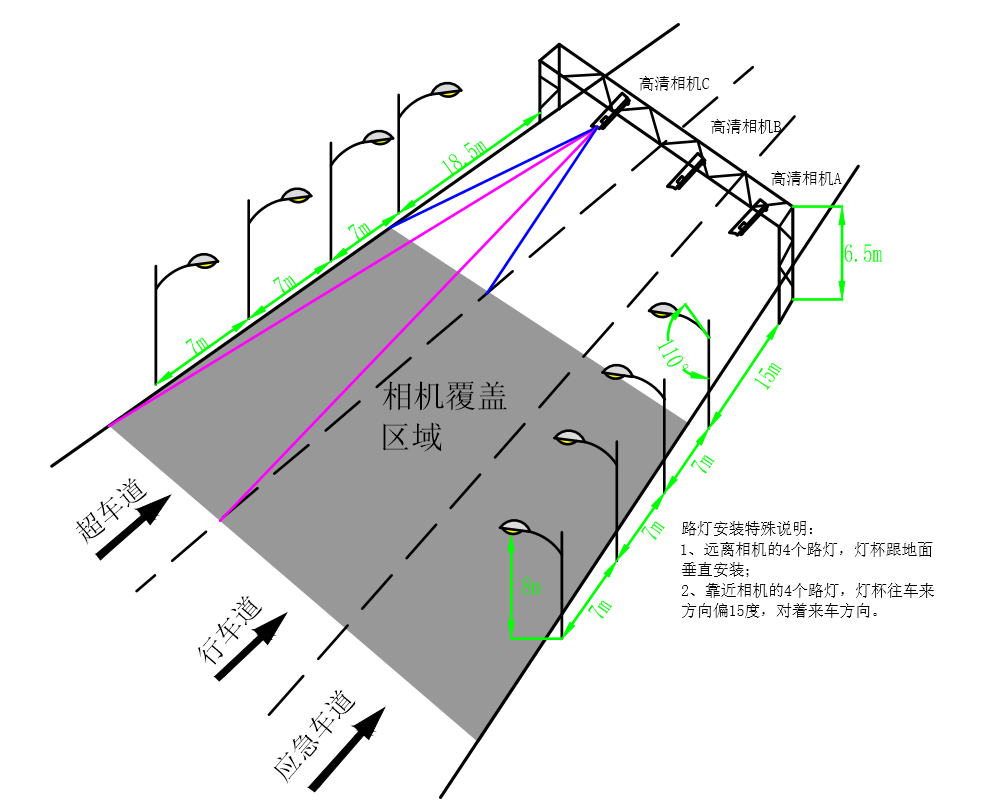 高清相机C
高清相机B
高清相机A
18.5m
7m
7m
7m
6.5m
110°
15m
7m
7m
7m
相机覆盖
区域
超车道
行车道
应急车道
路灯安装特殊说明：
1、远离相机的4个路灯，灯杯跟地面
垂直安装；
2、靠近相机的4个路灯，灯杯往车来
方向偏15度，对着来车方向。